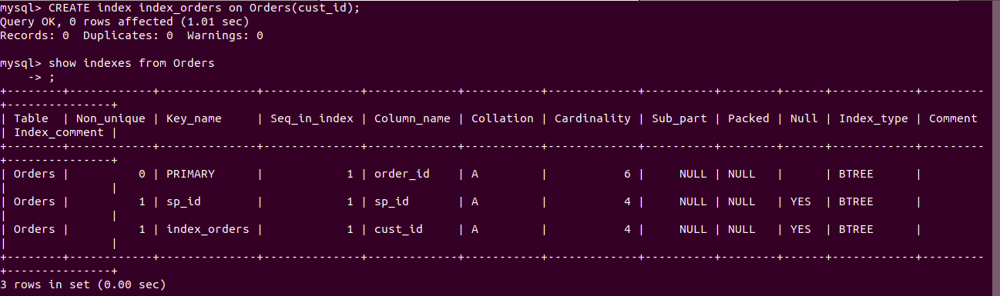 mysql> CREATE index index_orders on Orders(cust_id);
Query OK, 0 rows affected (1.01 sec)
Records: 0  Duplicates: 0  Warnings: 0

mysql> show indexes from Orders
    -> ;
+--------+------------+--------------+--------------+-------------+-----------+-------------+----------+--------+------+------------+---------
+---------------+
| Table  | Non_unique | Key_name     | Seq_in_index | Column_name | Collation | Cardinality | Sub_part | Packed | Null | Index_type | Comment
| Index_comment |
+--------+------------+--------------+--------------+-------------+-----------+-------------+----------+--------+------+------------+---------
+---------------+
| Orders |          0 | PRIMARY      |            1 | order_id    | A         |           6 |     NULL | NULL   |      | BTREE      |
|               |
| Orders |          1 | sp_id        |            1 | sp_id       | A         |           4 |     NULL | NULL   | YES  | BTREE      |
|               |
| Orders |          1 | index_orders |            1 | cust_id     | A         |           4 |     NULL | NULL   | YES  | BTREE      |
|               |
+--------+------------+--------------+--------------+-------------+-----------+-------------+----------+--------+------+------------+---------
+---------------+
3 rows in set (0.00 sec)